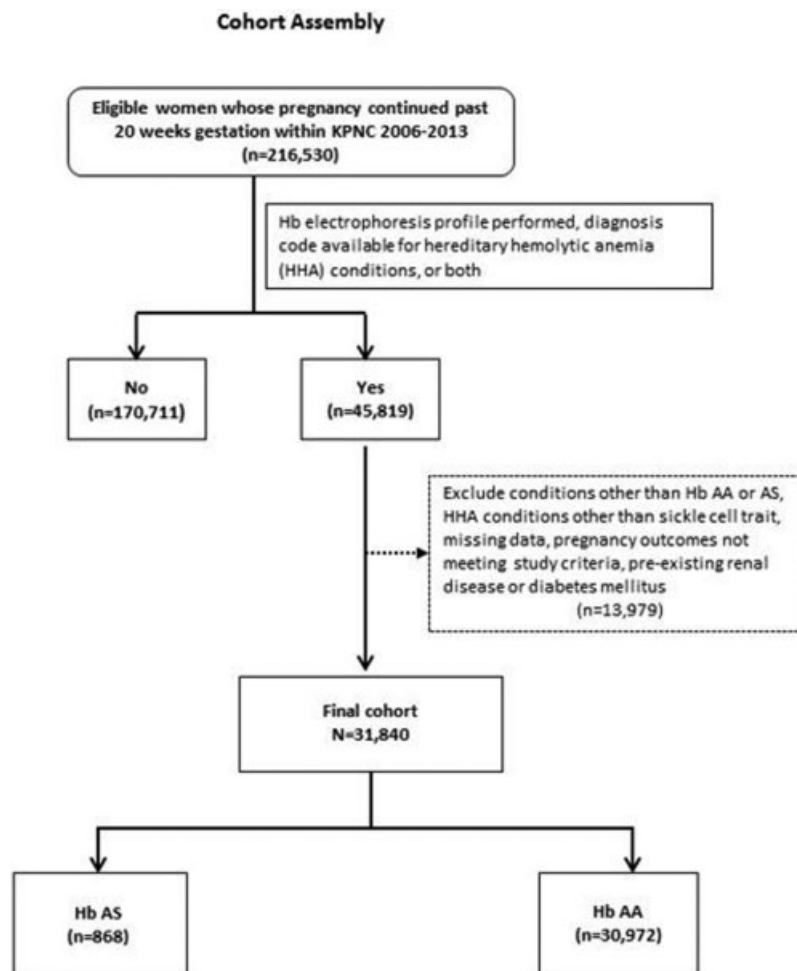 Cohort Assembly
Eligible women whose pregnancy continued past
20 weeks gestation within KPNC 2006-2013
(n=216,530)
Hb electrophoresis profile performed, diagnosis
code available for hereditary hemolytic anemia
(HHA) conditions, or both
No
(n=170,711)
Yes
(n=45,819)
Exclude conditions other than Hb AA or AS,
HHA conditions other than sickle cell trait,
missing data, pregnancy outcomes not
meeting study criteria, pre-existing renal
disease or diabetes mellitus
(n=13,979)
Final cohort
N=31,840
Hb AS
(n=868)
Hb AA
(n=30,972)